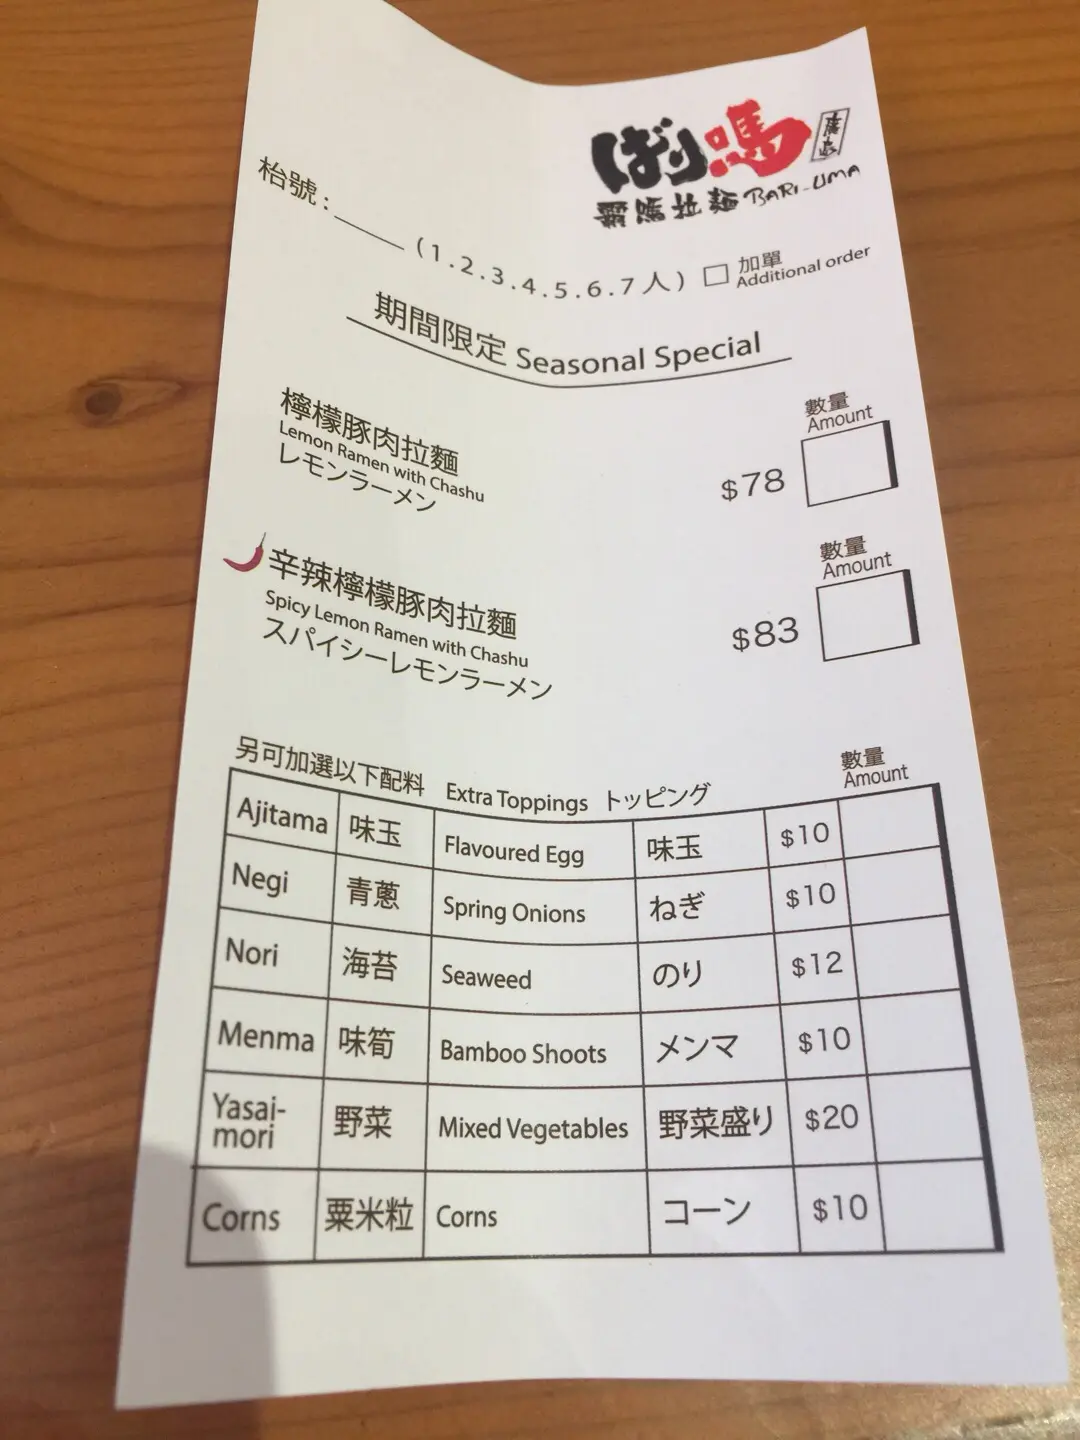 ばり嗎
廣島
霸嗎拉麵 BARI-UMA
枱號：______ (1.2.3.4.5.6.7人) □ 加單
Additional order
期間限定 Seasonal Special
檸檬豚肉拉麵
Lemon Ramen with Chashu
レモンラーメン
$78
數量
Amount
辛辣檸檬豚肉拉麵
Spicy Lemon Ramen with Chashu
スパイシーレモンラーメン
$83
數量
Amount
另可加選以下配料 Extra Toppings トッピング
數量
Amount
Ajitama 味玉 Flavoured Egg 味玉 $10
Negi 青蔥 Spring Onions ねぎ $10
Nori 海苔 Seaweed のり $12
Menma 味筍 Bamboo Shoots メンマ $10
Yasai-
mori 野菜 Mixed Vegetables 野菜盛り $20
Corns 粟米粒 Corns コーン $10